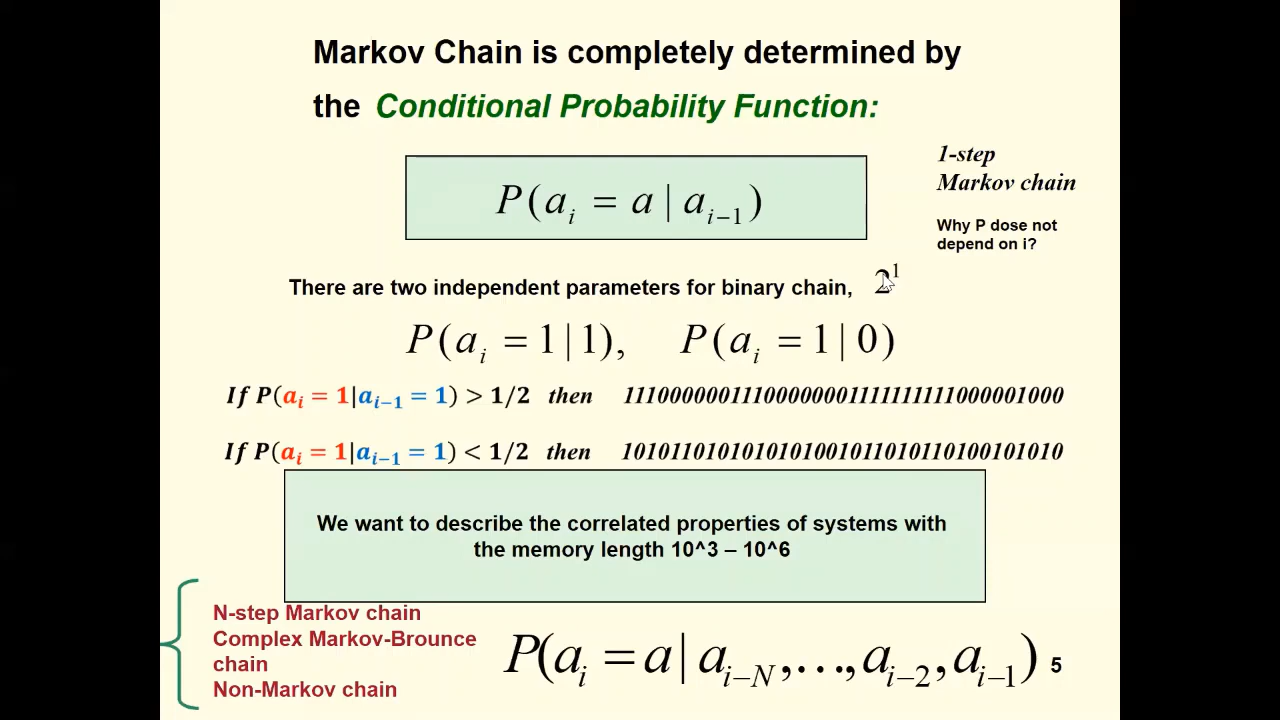 Markov Chain is completely determined by
the Conditional Probability Function:
1-step
Markov chain
P(a_i = a | a_{i-1})
Why P dose not
depend on i?
There are two independent parameters for binary chain, 2^1
P(a_i = 1 | 1), P(a_i = 1 | 0)
If P(a_i = 1|a_{i-1} = 1) > 1/2 then 111000000111000000001111111111000001000
If P(a_i = 1|a_{i-1} = 1) < 1/2 then 1010110101010101001011010110100101010
We want to describe the correlated properties of systems with
the memory length 10^3 – 10^6
N-step Markov chain
Complex Markov-Brounce
chain
Non-Markov chain
P(a_i = a | a_{i-N},...,a_{i-2},a_{i-1})
5